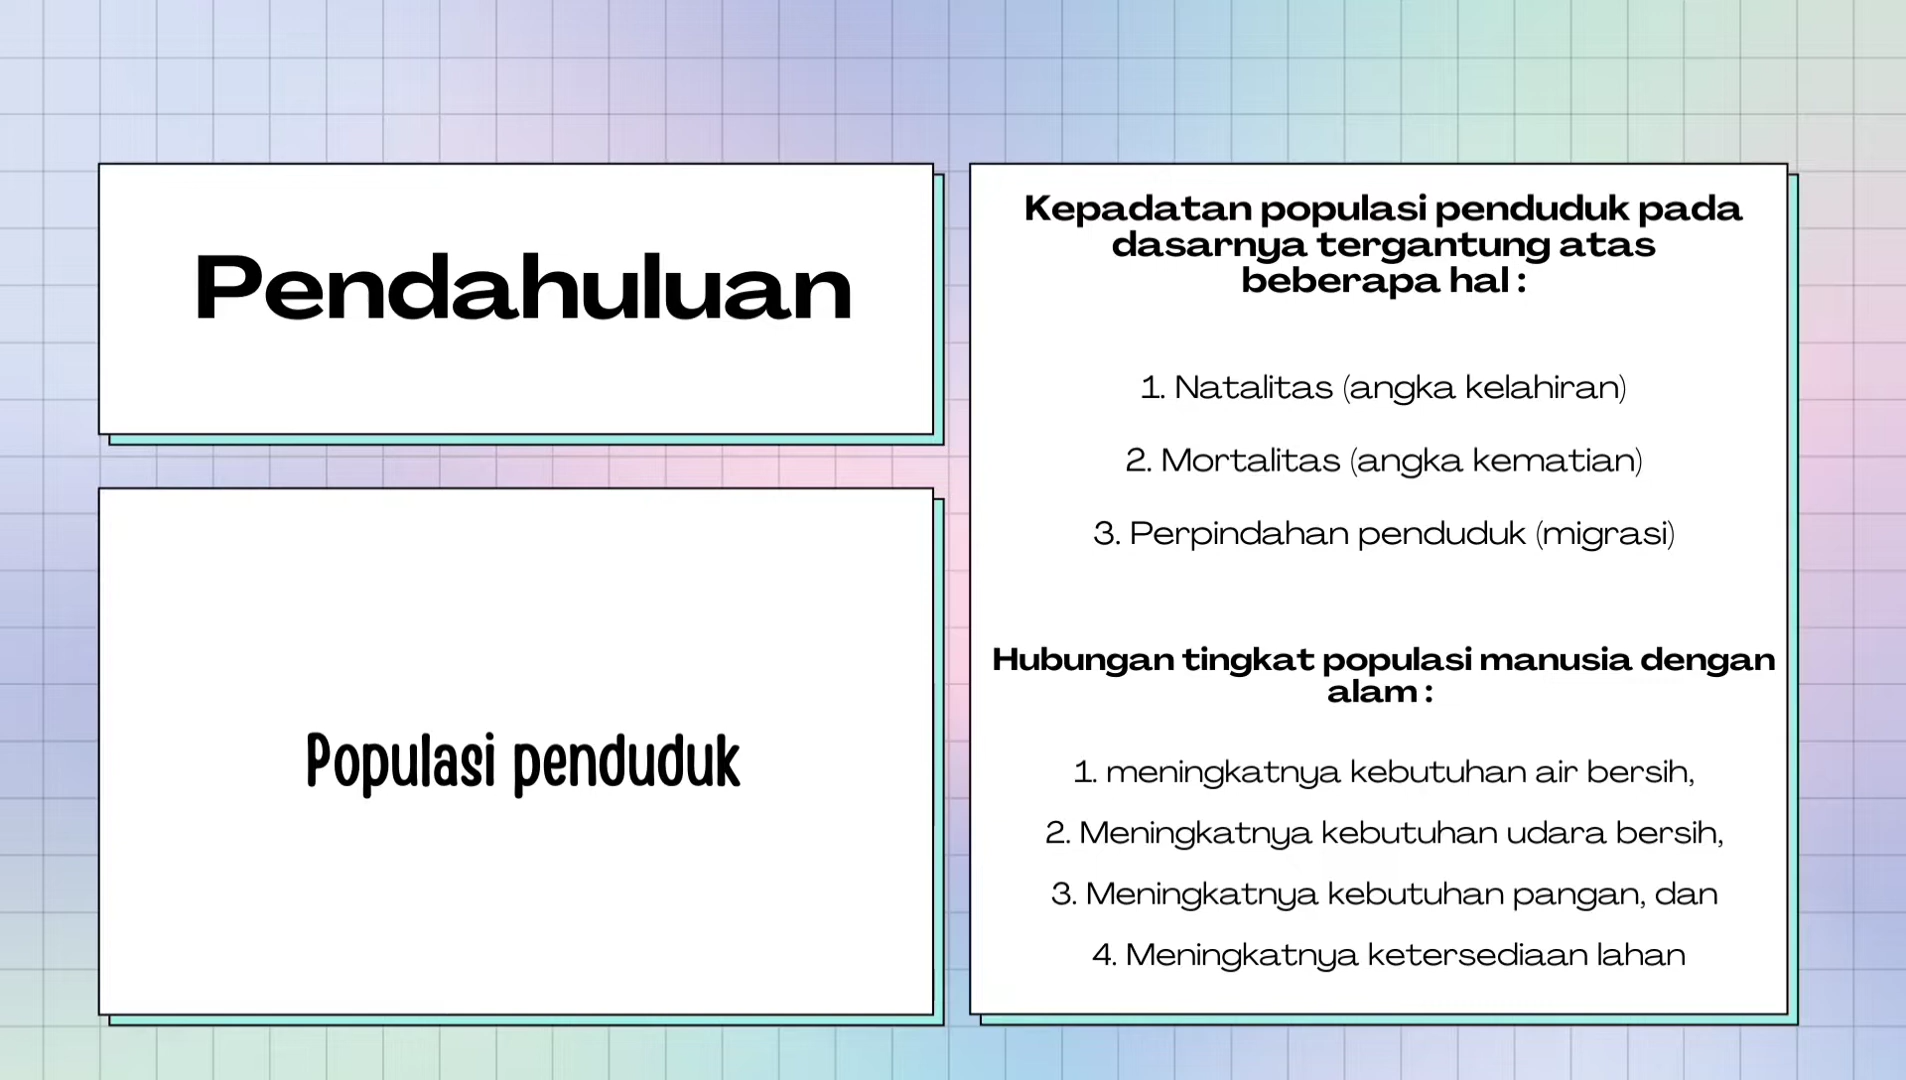 Pendahuluan
Populasi penduduk
Kepadatan populasi penduduk pada
dasarnya tergantung atas
beberapa hal :
1. Natalitas (angka kelahiran)
2. Mortalitas (angka kematian)
3. Perpindahan penduduk (migrasi)
Hubungan tingkat populasi manusia dengan
alam :
1. meningkatnya kebutuhan air bersih,
2. Meningkatnya kebutuhan udara bersih,
3. Meningkatnya kebutuhan pangan, dan
4. Meningkatnya ketersediaan lahan